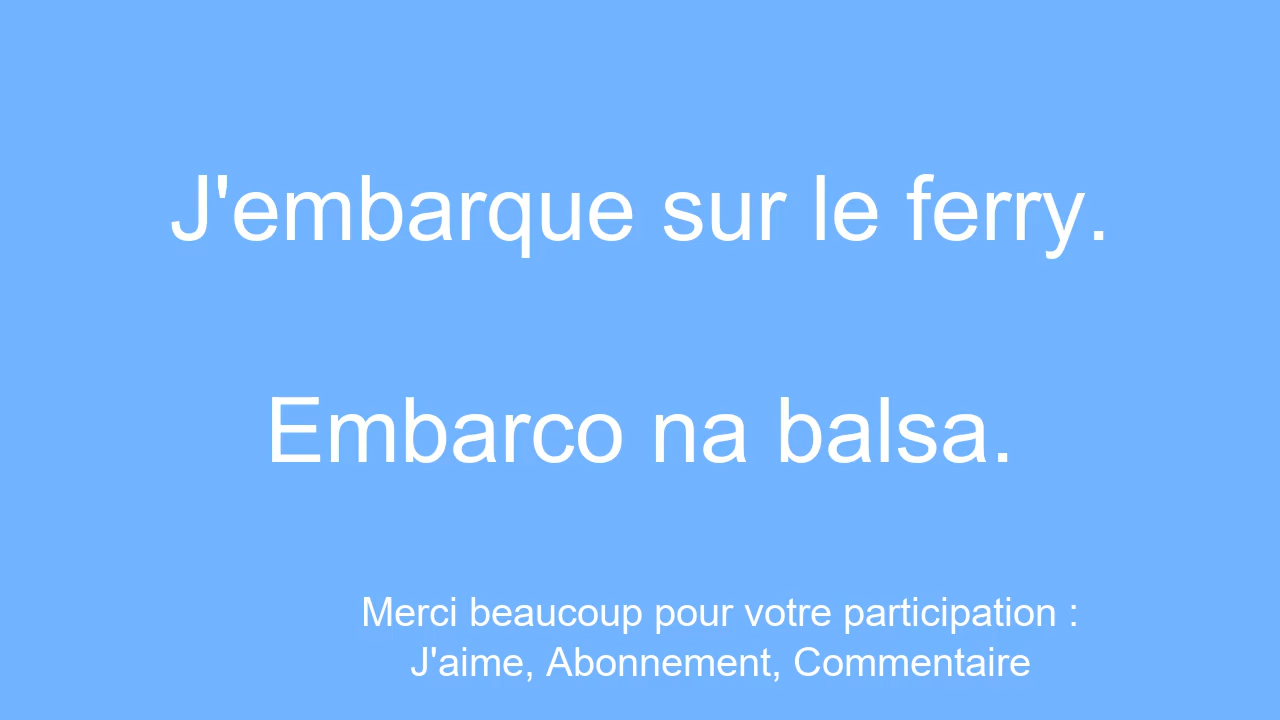 J'embarque sur le ferry.
Embarco na balsa.
Merci beaucoup pour votre participation :
J'aime, Abonnement, Commentaire